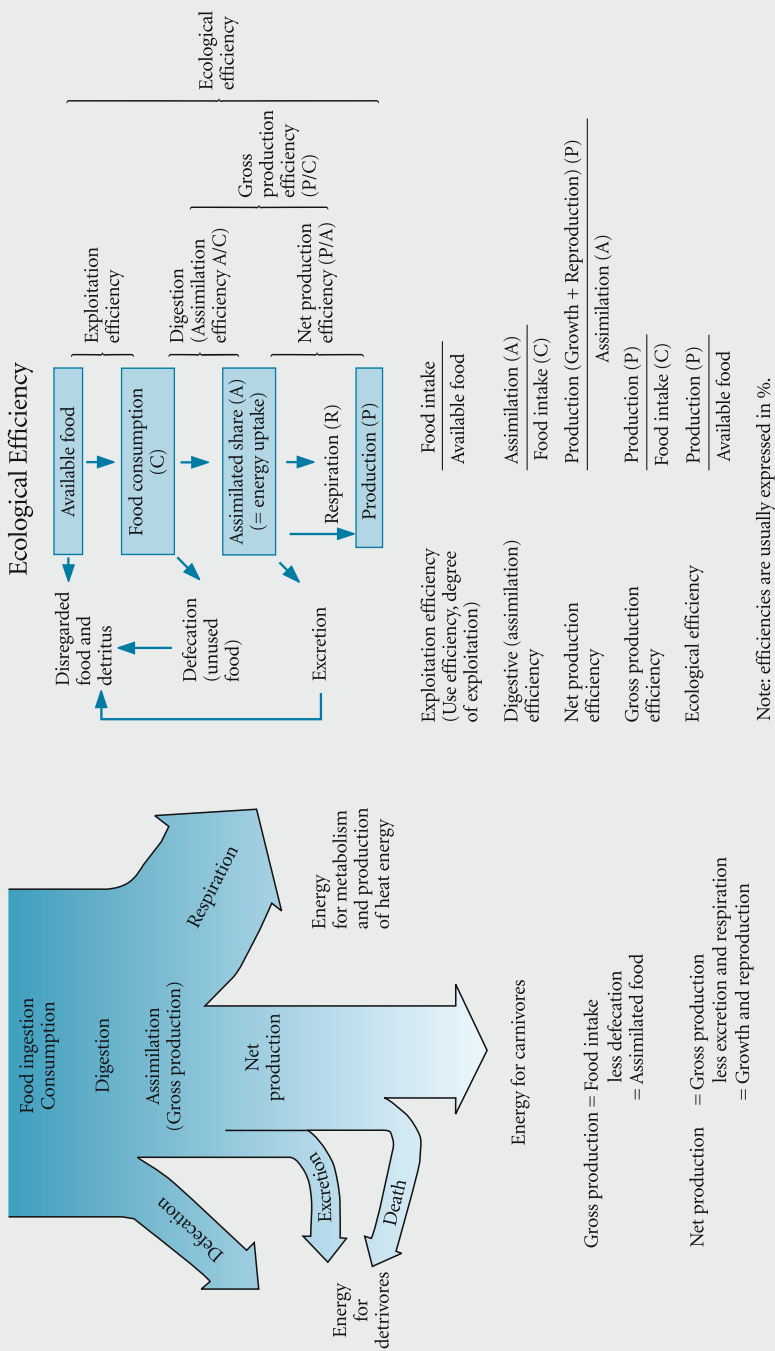 Food ingestion
Consumption
Digestion
Assimilation
(Gross production)
Net
production
Defecation
Respiration
Excretion
Death
Energy
for
detrivores
Energy
for metabolism
and production
of heat energy
Energy for carnivores
Gross production = Food intake
less defecation
= Assimilated food
Net production = Gross production
less excretion and respiration
= Growth and reproduction
Ecological Efficiency
Disregarded
food and
detritus
Defecation
(unused
food)
Excretion
Available food
Food consumption
(C)
Assimilated share (A)
(= energy uptake)
Respiration (R)
Production (P)
Exploitation
efficiency
Digestion
(Assimilation
efficiency A/C)
Net production
efficiency (P/A)
Gross
production
efficiency
(P/C)
Ecological
efficiency
Exploitation efficiency
(Use efficiency, degree
of exploitation)
Food intake
Available food
Digestive (assimilation)
efficiency
Assimilation (A)
Food intake (C)
Net production
efficiency
Production (Growth + Reproduction) (P)
Assimilation (A)
Gross production
efficiency
Production (P)
Food intake (C)
Ecological efficiency
Production (P)
Available food
Note: efficiencies are usually expressed in %.